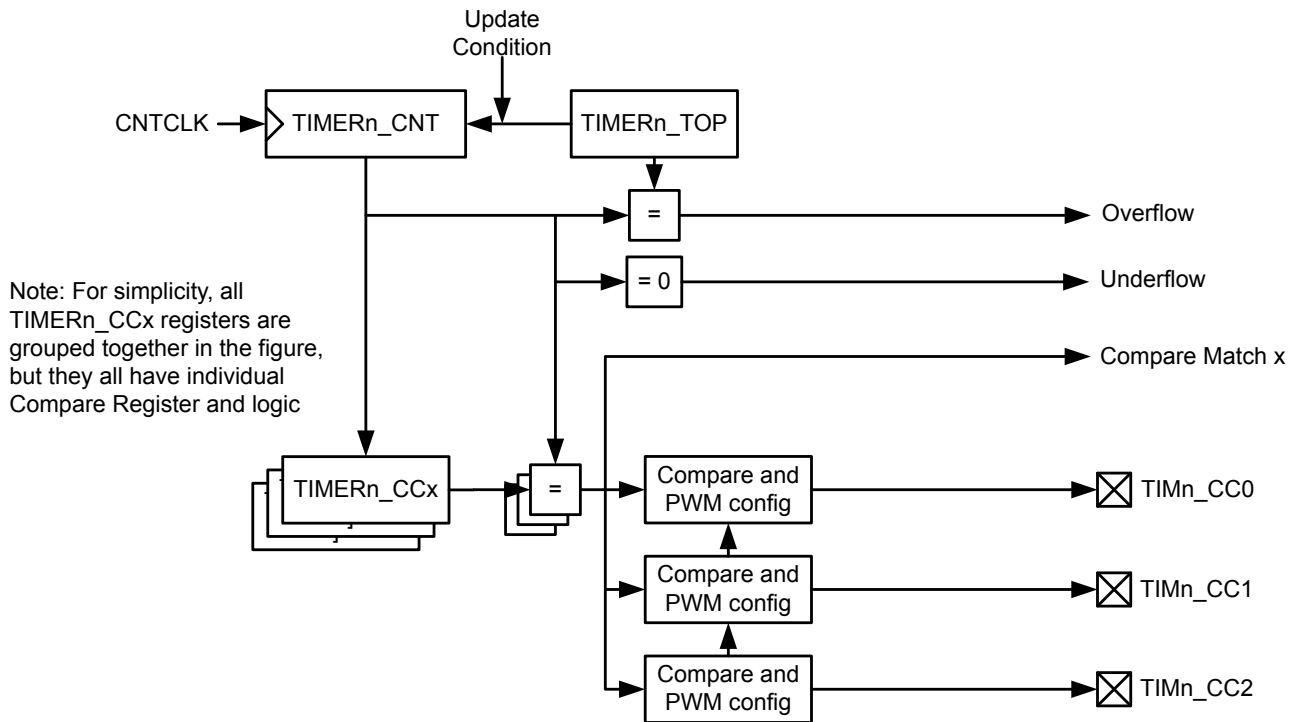 Update
Condition
CNTCLK
TIMERn_CNT
TIMERn_TOP
=
Overflow
= 0
Underflow
Note: For simplicity, all
TIMERn_CCx registers are
grouped together in the figure,
but they all have individual
Compare Register and logic
Compare Match x
TIMERn_CCx
=
Compare and
PWM config
TIMn_CC0
Compare and
PWM config
TIMn_CC1
Compare and
PWM config
TIMn_CC2